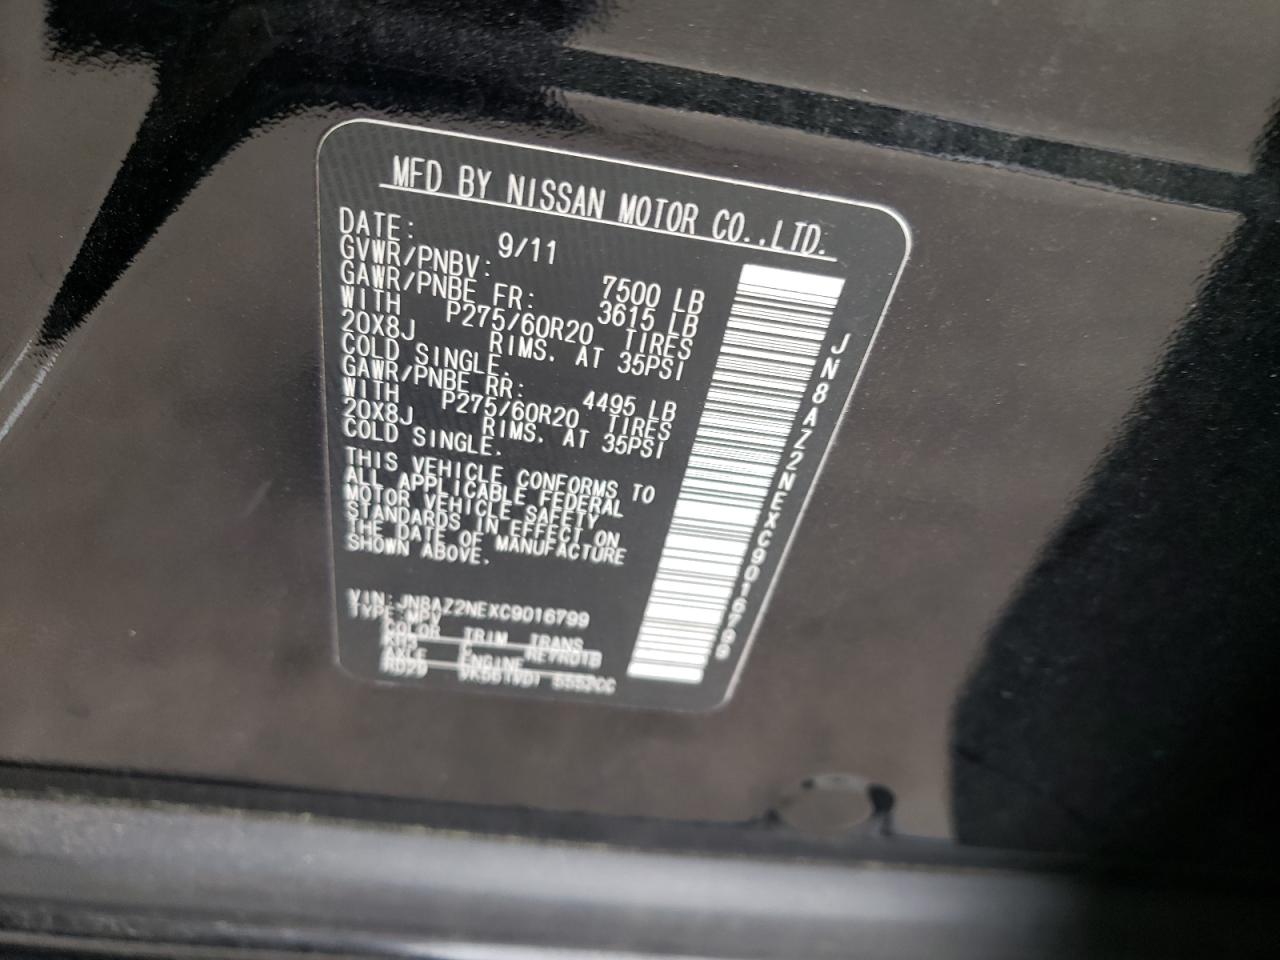 MFD BY NISSAN MOTOR CO.,LTD.
DATE: 9/11
GVWR/PNBV: 7500 LB
GAWR/PNBE FR: 3615 LB
WITH P275/60R20 TIRES
20X8J RIMS. AT 35PSI
COLD SINGLE.
GAWR/PNBE RR: 4495 LB
WITH P275/60R20 TIRES
20X8J RIMS. AT 35PSI
COLD SINGLE.
THIS VEHICLE CONFORMS TO
ALL APPLICABLE FEDERAL
MOTOR VEHICLE SAFETY
STANDARDS IN EFFECT ON
THE DATE OF MANUFACTURE
SHOWN ABOVE.
VIN: JN8AZ2NEXC9016799
TYPE: MPV
COLOR TRIM TRANS
AXLE ENGINE
5552CC
JN8AZ2NEXC9016799